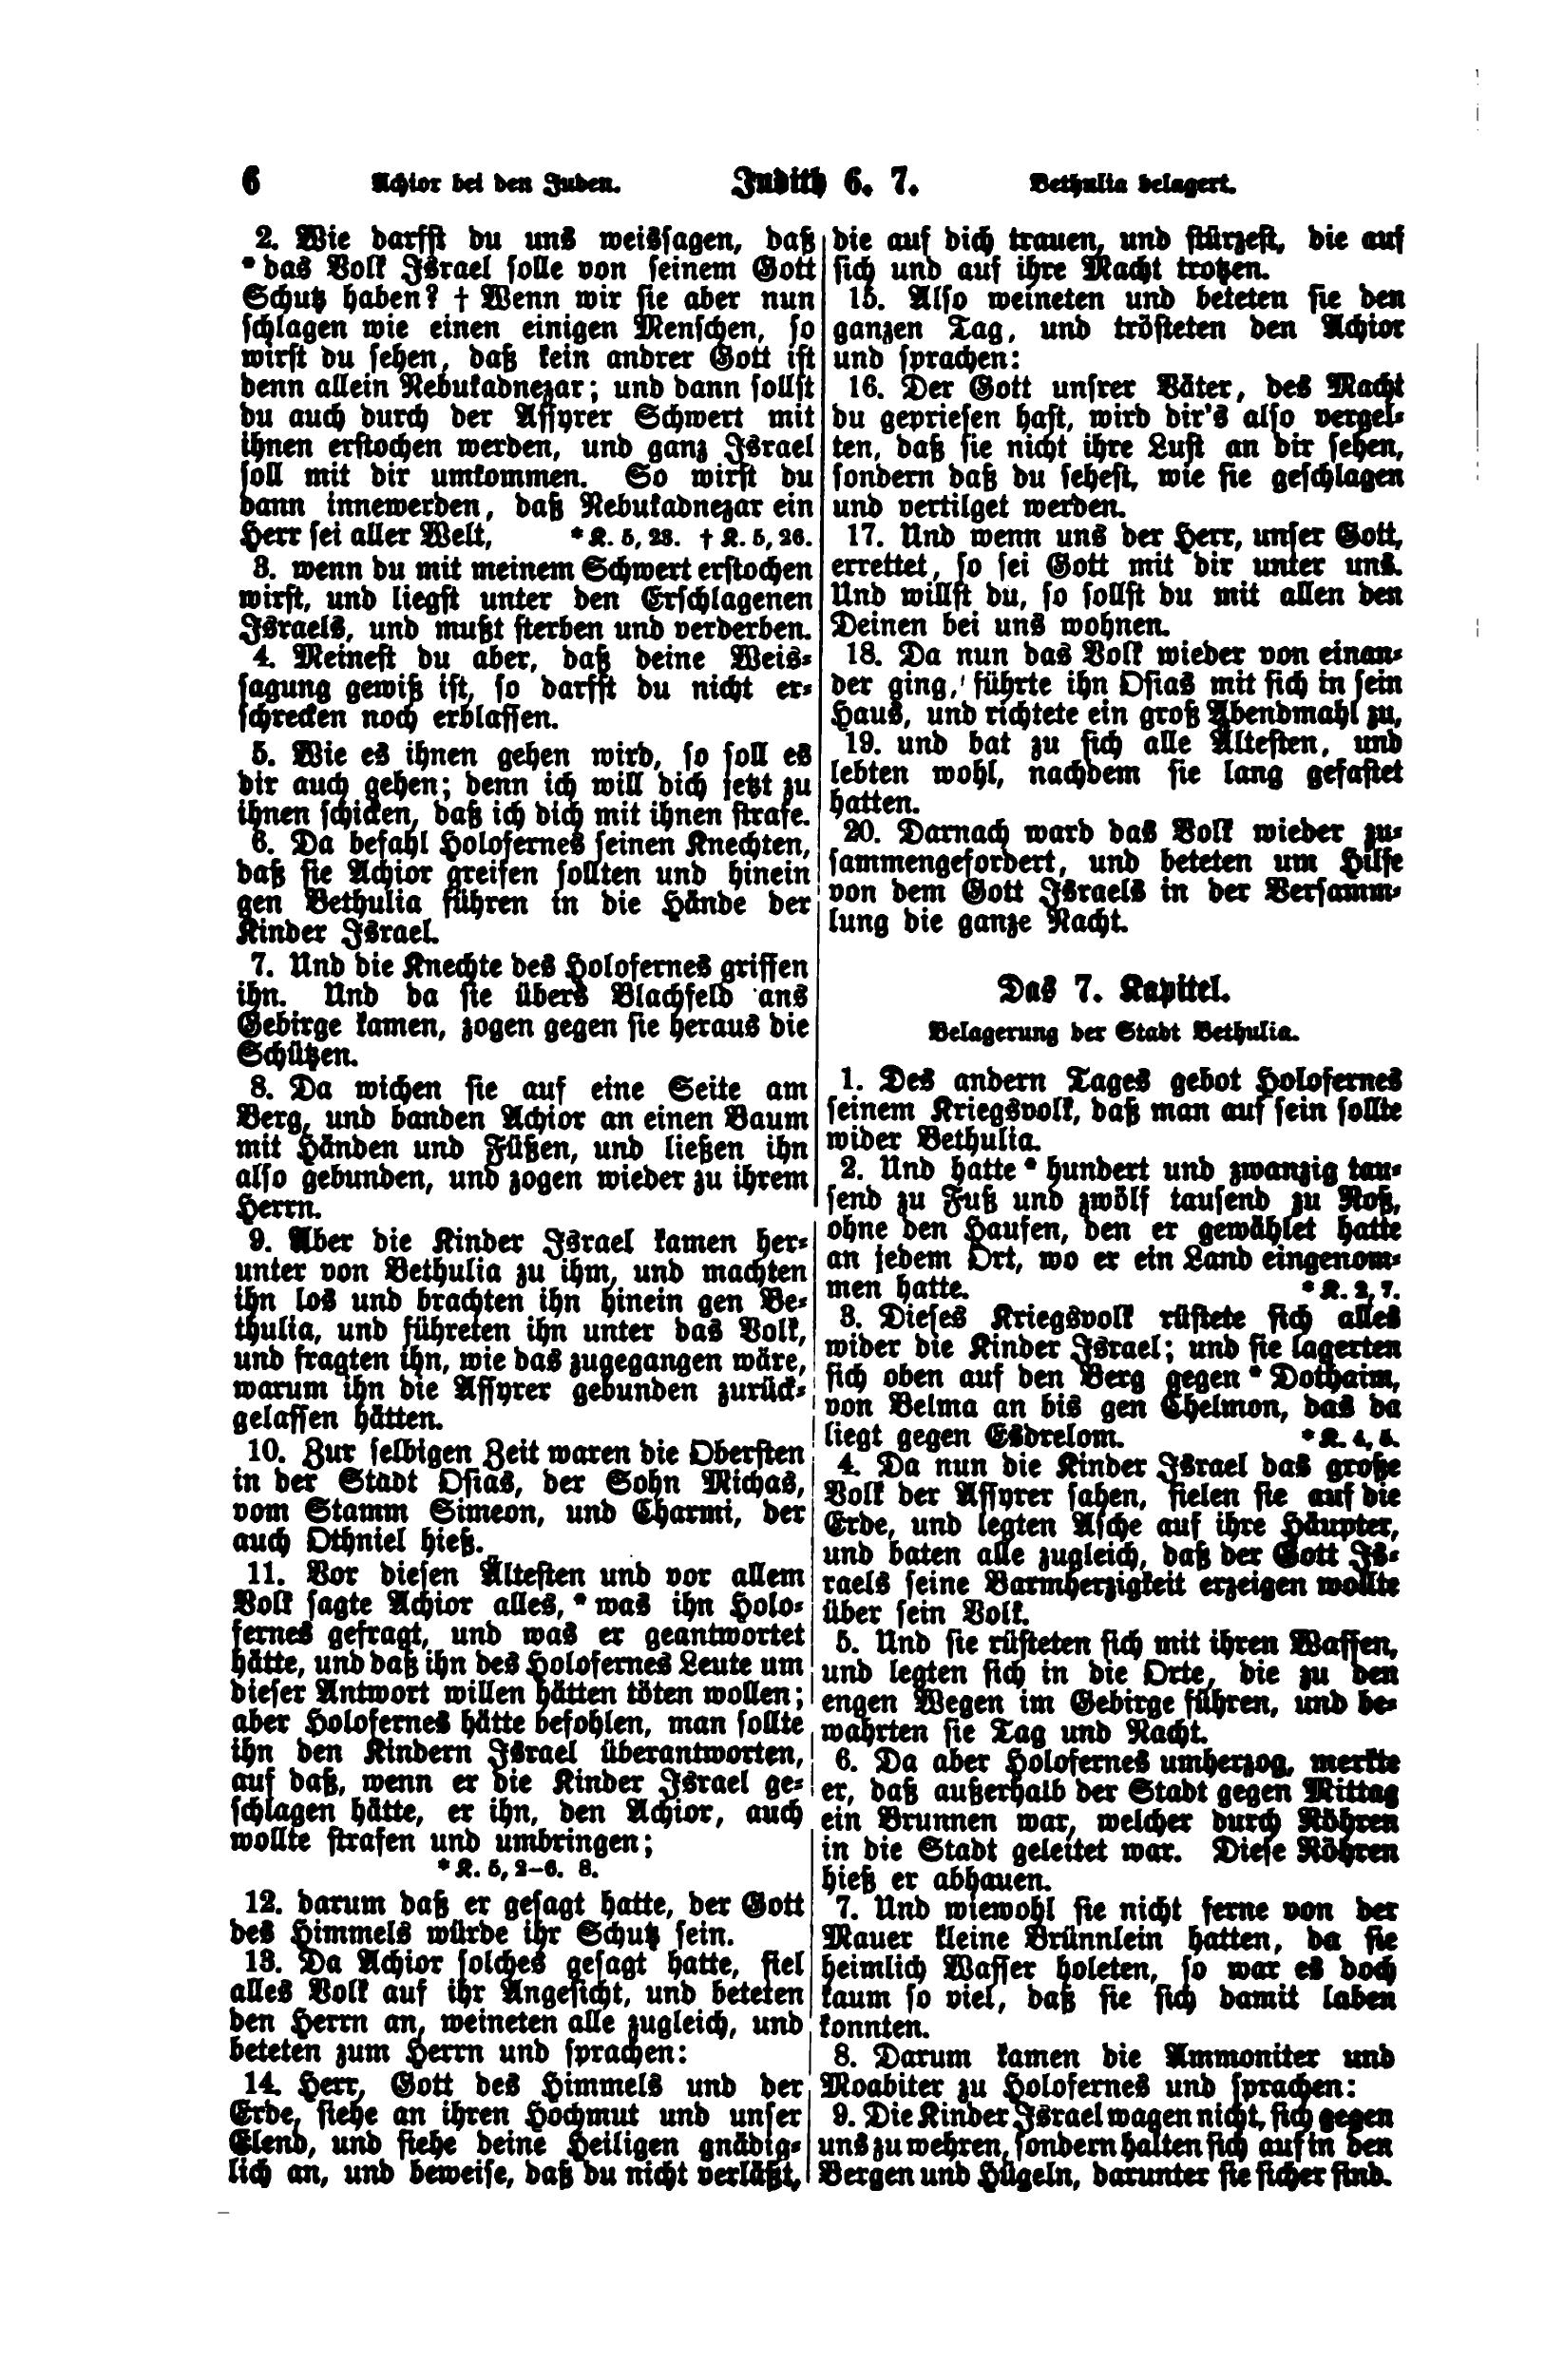 6 Achior bei den Juden. Judith 6. 7. Bethulia belagert.
2. Wie darfst du uns weissagen, daß
*das Volk Israel solle von seinem Gott
Schutz haben? † Wenn wir sie aber nun
schlagen wie einen einigen Menschen, so
wirst du sehen, daß kein andrer Gott ist
denn allein Nebukadnezar; und dann sollst
du auch durch der Assyrer Schwert mit
ihnen erstochen werden, und ganz Israel
soll mit dir umkommen. So wirst du
dann innewerden, daß Nebukadnezar ein
Herr sei aller Welt, *K. 5, 23. † K. 5, 26.
3. wenn du mit meinem Schwert erstochen
wirst, und liegst unter den Erschlagenen
Israels, und mußt sterben und verderben.
4. Meinest du aber, daß deine Weis-
sagung gewiß ist, so darfst du nicht er-
schrecken noch erblassen.
5. Wie es ihnen gehen wird, so soll es
dir auch gehen; denn ich will dich jetzt zu
ihnen schicken, daß ich dich mit ihnen strafe.
6. Da befahl Holofernes seinen Knechten,
daß sie Achior greifen sollten und hinein
gen Bethulia führen in die Hände der
Kinder Israel.
7. Und die Knechte des Holofernes griffen
ihn. Und da sie übers Blachfeld ans
Gebirge kamen, zogen gegen sie heraus die
Schützen.
8. Da wichen sie auf eine Seite am
Berg, und banden Achior an einen Baum
mit Händen und Füßen, und ließen ihn
also gebunden, und zogen wieder zu ihrem
Herrn.
9. Aber die Kinder Israel kamen her-
unter von Bethulia zu ihm, und machten
ihn los und brachten ihn hinein gen Be-
thulia, und führeten ihn unter das Volk,
und fragten ihn, wie das zugegangen wäre,
warum ihn die Assyrer gebunden zurück-
gelassen hätten.
10. Zur selbigen Zeit waren die Obersten
in der Stadt Osias, der Sohn Michas,
vom Stamm Simeon, und Charmi, der
auch Othniel hieß.
11. Vor diesen Ältesten und vor allem
Volk sagte Achior alles, *was ihn Holo-
fernes gefragt, und was er geantwortet
hätte, und daß ihn des Holofernes Leute um
dieser Antwort willen hätten töten wollen;
aber Holofernes hätte befohlen, man sollte
ihn den Kindern Israel überantworten,
auf daß, wenn er die Kinder Israel ge-
schlagen hätte, er ihn, den Achior, auch
wollte strafen und umbringen;
*K. 5, 2-6. 8.
12. darum daß er gesagt hatte, der Gott
des Himmels würde ihr Schutz sein.
13. Da Achior solches gesagt hatte, fiel
alles Volk auf ihr Angesicht, und beteten
den Herrn an, weineten alle zugleich, und
beteten zum Herrn und sprachen:
14. Herr, Gott des Himmels und der
Erde, siehe an ihren Hochmut und unser
Elend, und siehe deine Heiligen gnädig-
lich an, und beweise, daß du nicht verläßt,
die auf dich trauen, und stürzest, die auf
sich und auf ihre Macht trotzen.
15. Also weineten und beteten sie den
ganzen Tag, und trösteten den Achior
und sprachen:
16. Der Gott unsrer Väter, des Macht
du gepriesen hast, wird dir's also vergel-
ten, daß sie nicht ihre Lust an dir sehen,
sondern daß du sehest, wie sie geschlagen
und vertilget werden.
17. Und wenn uns der Herr, unser Gott,
errettet, so sei Gott mit dir unter uns.
Und willst du, so sollst du mit allen den
Deinen bei uns wohnen.
18. Da nun das Volk wieder von einan-
der ging, führte ihn Osias mit sich in sein
Haus, und richtete ein groß Abendmahl zu,
19. und bat zu sich alle Ältesten, und
lebten wohl, nachdem sie lang gefastet
hatten.
20. Darnach ward das Volk wieder zu-
sammengefordert, und beteten um Hilfe
von dem Gott Israels in der Versamm-
lung die ganze Nacht.
Das 7. Kapitel.
Belagerung der Stadt Bethulia.
1. Des andern Tages gebot Holofernes
seinem Kriegsvolk, daß man auf sein sollte
wider Bethulia.
2. Und hatte *hundert und zwanzig tau-
send zu Fuß und zwölf tausend zu Roß,
ohne den Haufen, den er gewählet hatte
an jedem Ort, wo er ein Land eingenom-
men hatte. *K. 2, 7.
3. Dieses Kriegsvolk rüstete sich alles
wider die Kinder Israel; und sie lagerten
sich oben auf den Berg gegen *Dothaim,
von Belma an bis gen Chelmon, das da
liegt gegen Esdrelom. *K. 4, 5.
4. Da nun die Kinder Israel das große
Volk der Assyrer sahen, fielen sie auf die
Erde, und legten Asche auf ihre Häupter,
und baten alle zugleich, daß der Gott Is-
raels seine Barmherzigkeit erzeigen wollte
über sein Volk.
5. Und sie rüsteten sich mit ihren Waffen,
und legten sich in die Orte, die zu den
engen Wegen im Gebirge führen, und be-
wahrten sie Tag und Nacht.
6. Da aber Holofernes umherzog, merkte
er, daß außerhalb der Stadt gegen Mittag
ein Brunnen war, welcher durch Röhren
in die Stadt geleitet war. Diese Röhren
hieß er abhauen.
7. Und wiewohl sie nicht ferne von der
Mauer kleine Brünnlein hatten, da sie
heimlich Wasser holeten, so war es doch
kaum so viel, daß sie sich damit laben
konnten.
8. Darum kamen die Ammoniter und
Moabiter zu Holofernes und sprachen:
9. Die Kinder Israel wagen nicht, sich gegen
uns zu wehren, sondern halten sich auf in den
Bergen und Hügeln, darunter sie sicher sind.